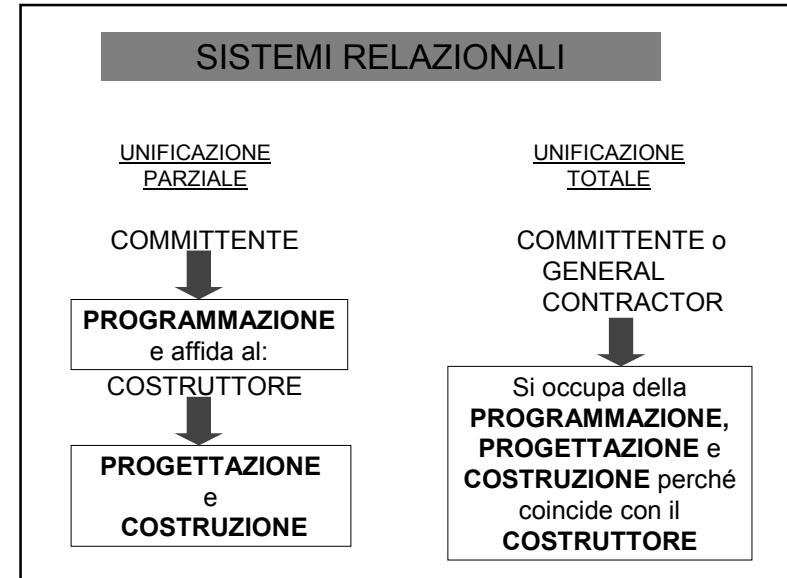 SISTEMI RELAZIONALI
UNIFICAZIONE
PARZIALE
COMMITTENTE
PROGRAMMAZIONE
e affida al:
COSTRUTTORE
PROGETTAZIONE
e
COSTRUZIONE
UNIFICAZIONE
TOTALE
COMMITTENTE o
GENERAL
CONTRACTOR
Si occupa della
PROGRAMMAZIONE,
PROGETTAZIONE e
COSTRUZIONE perché
coincide con il
COSTRUTTORE